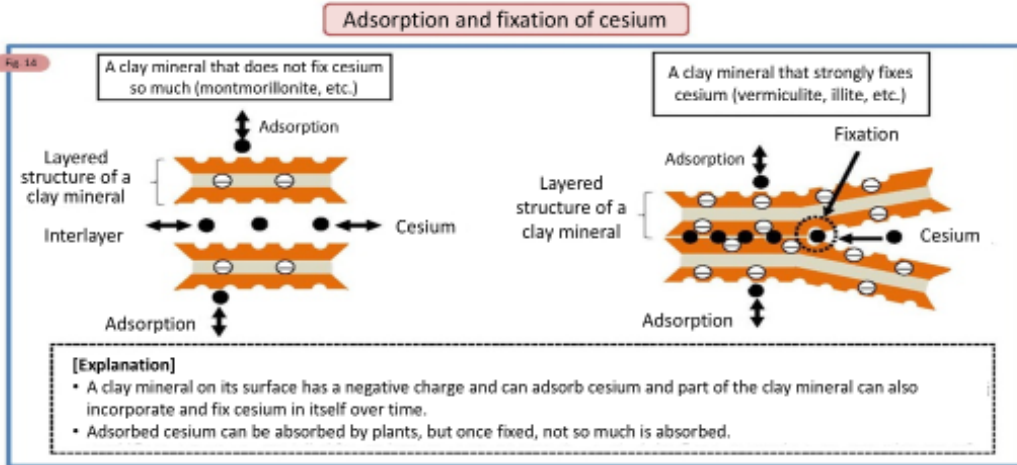 Adsorption and fixation of cesium
Fig. 14
A clay mineral that does not fix cesium
so much (montmorillonite, etc.)
Adsorption
Layered
structure of a
clay mineral
Interlayer
Cesium
Adsorption
A clay mineral that strongly fixes
cesium (vermiculite, illite, etc.)
Fixation
Adsorption
Layered
structure of a
clay mineral
Cesium
Adsorption
[Explanation]
• A clay mineral on its surface has a negative charge and can adsorb cesium and part of the clay mineral can also
incorporate and fix cesium in itself over time.
• Adsorbed cesium can be absorbed by plants, but once fixed, not so much is absorbed.